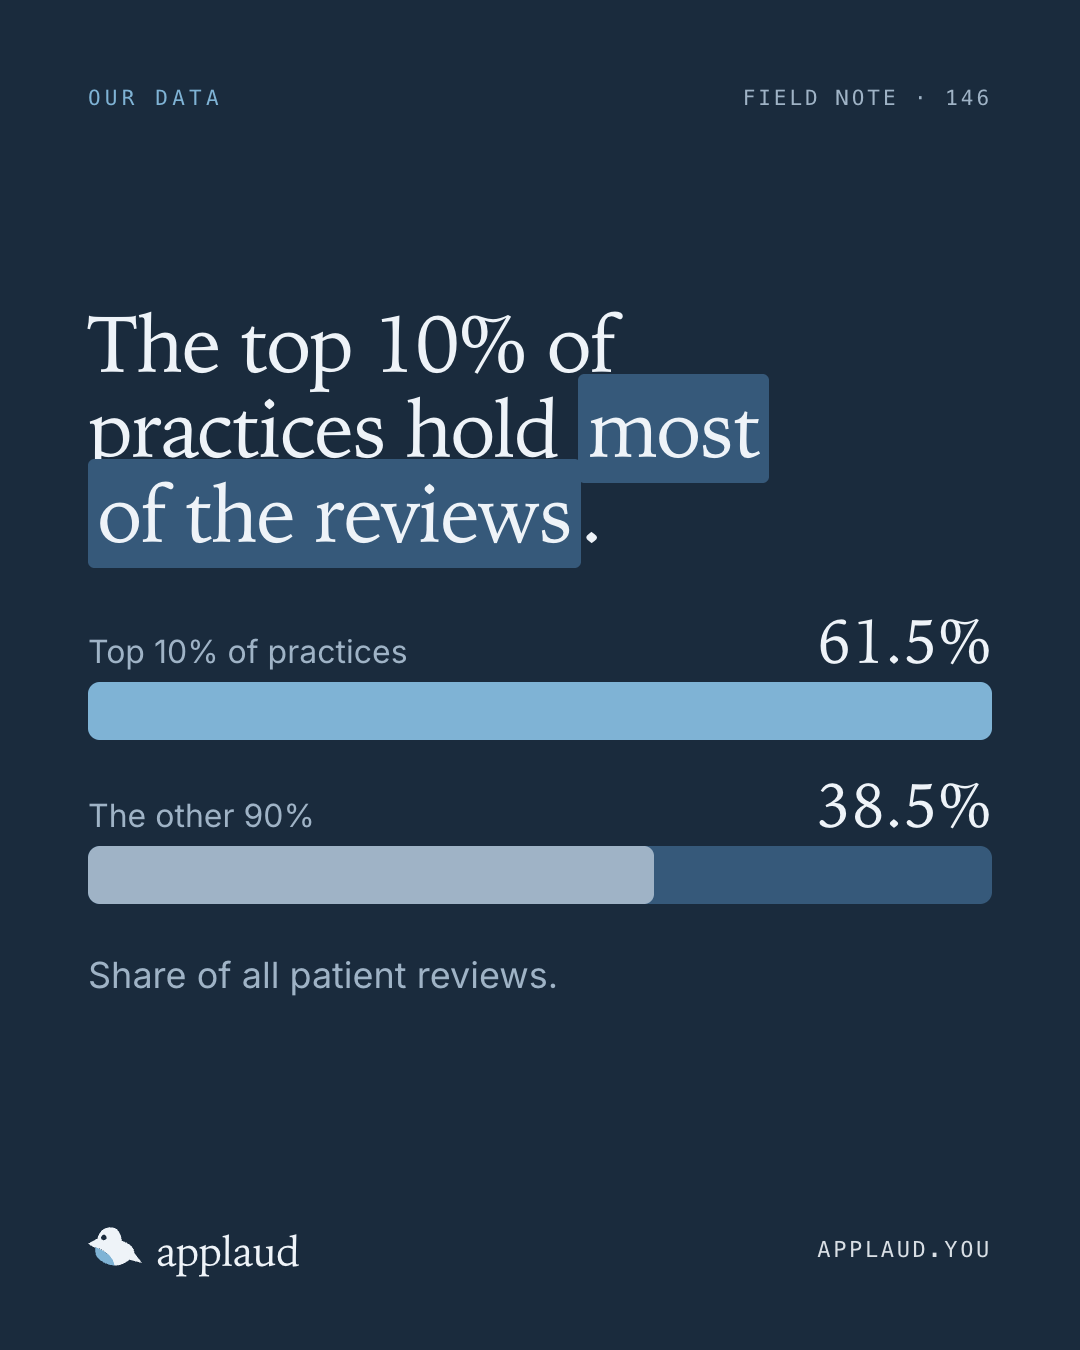 OUR DATA
FIELD NOTE · 146
The top 10% of
practices hold most
of the reviews.
Top 10% of practices
61.5%
The other 90%
38.5%
Share of all patient reviews.
applaud
APPLAUD.YOU